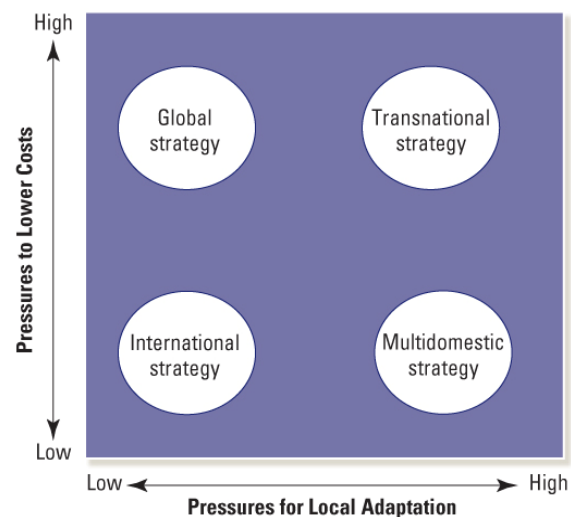 High
Global
strategy
Transnational
strategy
Pressures to Lower Costs
International
strategy
Multidomestic
strategy
Low
Low
High
Pressures for Local Adaptation